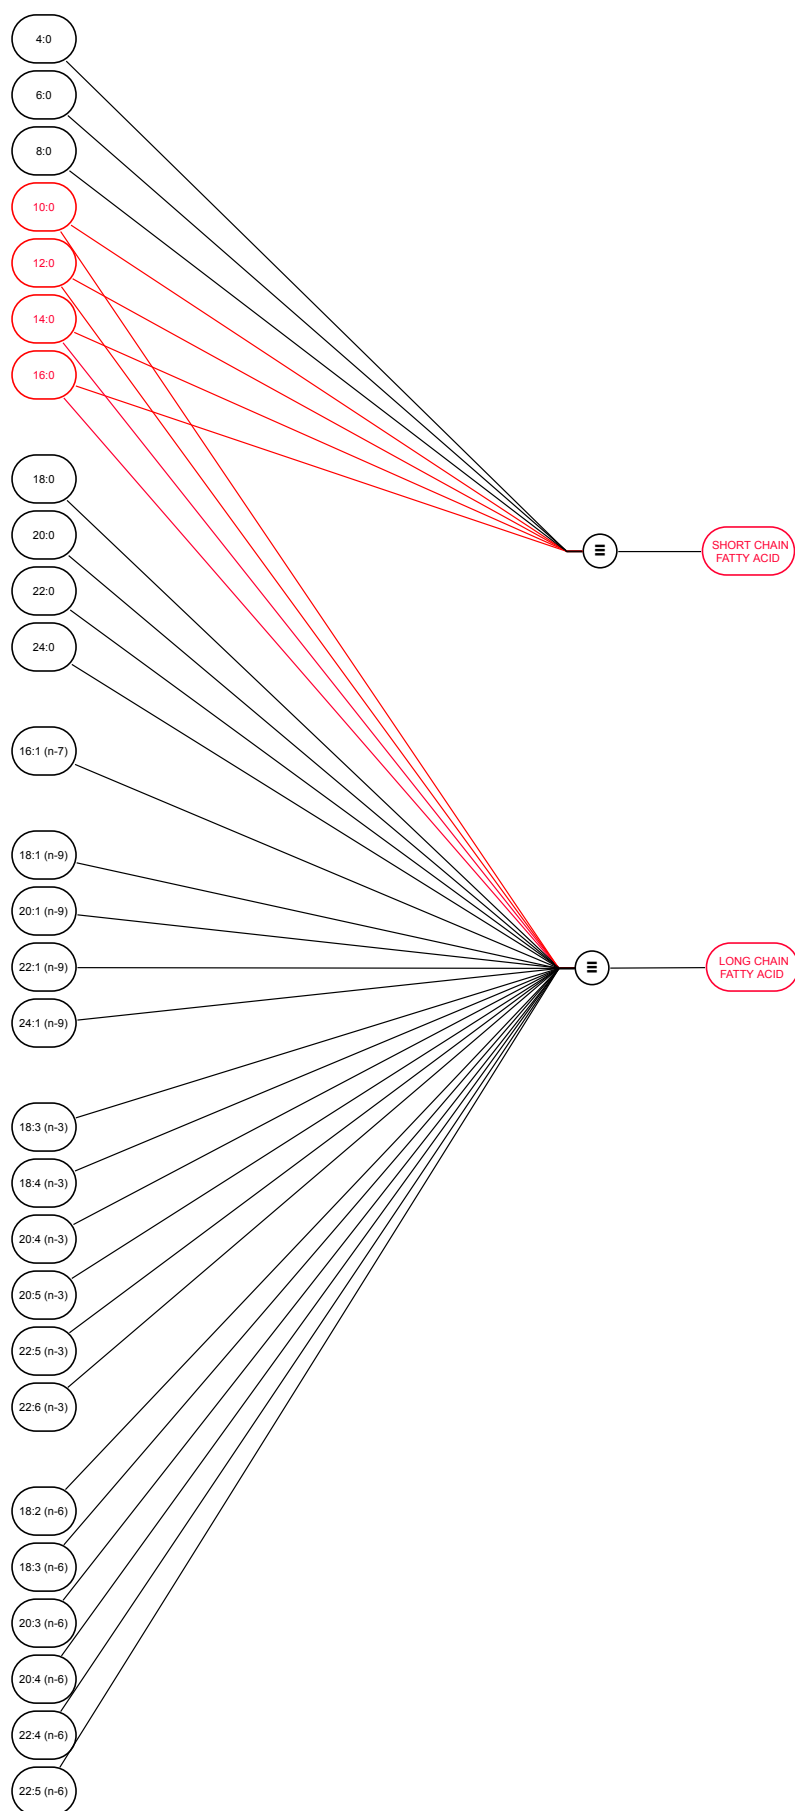 4:0
6:0
8:0
10:0
12:0
14:0
16:0
18:0
20:0
22:0
24:0
16:1 (n-7)
18:1 (n-9)
20:1 (n-9)
22:1 (n-9)
24:1 (n-9)
18:3 (n-3)
18:4 (n-3)
20:4 (n-3)
20:5 (n-3)
22:5 (n-3)
22:6 (n-3)
18:2 (n-6)
18:3 (n-6)
20:3 (n-6)
20:4 (n-6)
22:4 (n-6)
22:5 (n-6)
≡
SHORT CHAIN
FATTY ACID
≡
LONG CHAIN
FATTY ACID